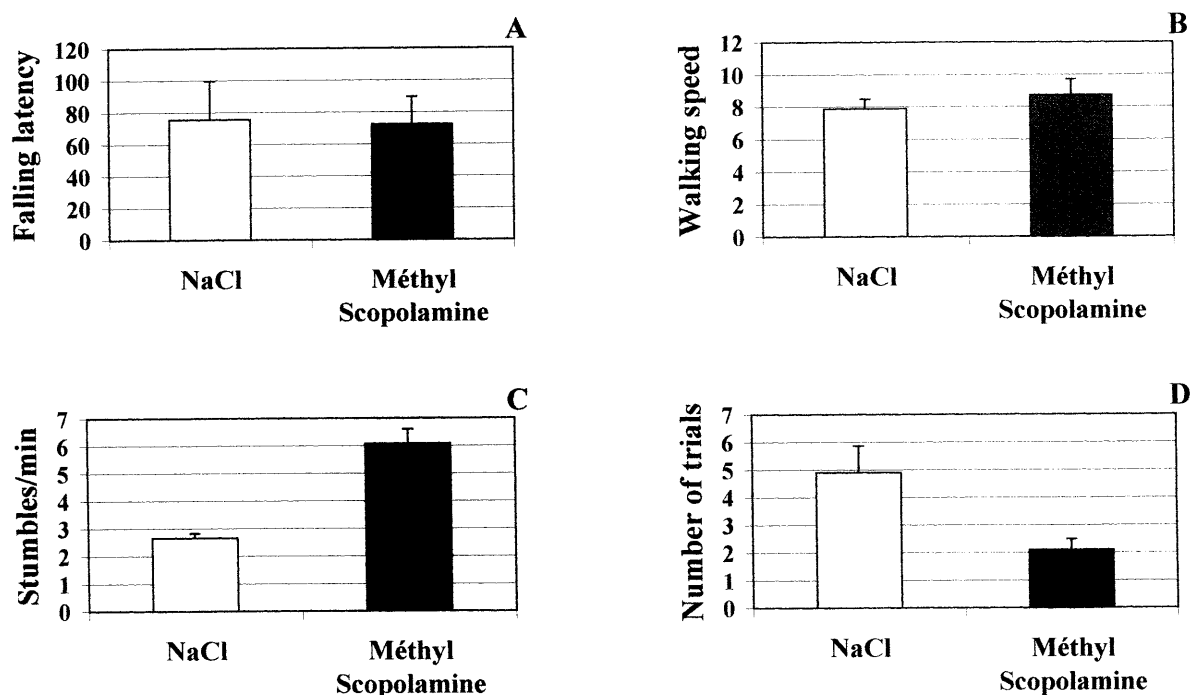 A
Falling latency
120
100
80
60
40
20
0
NaCl
Méthyl
Scopolamine
B
Walking speed
12
10
8
6
4
2
0
NaCl
Méthyl
Scopolamine
C
Stumbles/min
7
6
5
4
3
2
1
0
NaCl
Méthyl
Scopolamine
D
Number of trials
7
6
5
4
3
2
1
0
NaCl
Méthyl
Scopolamine